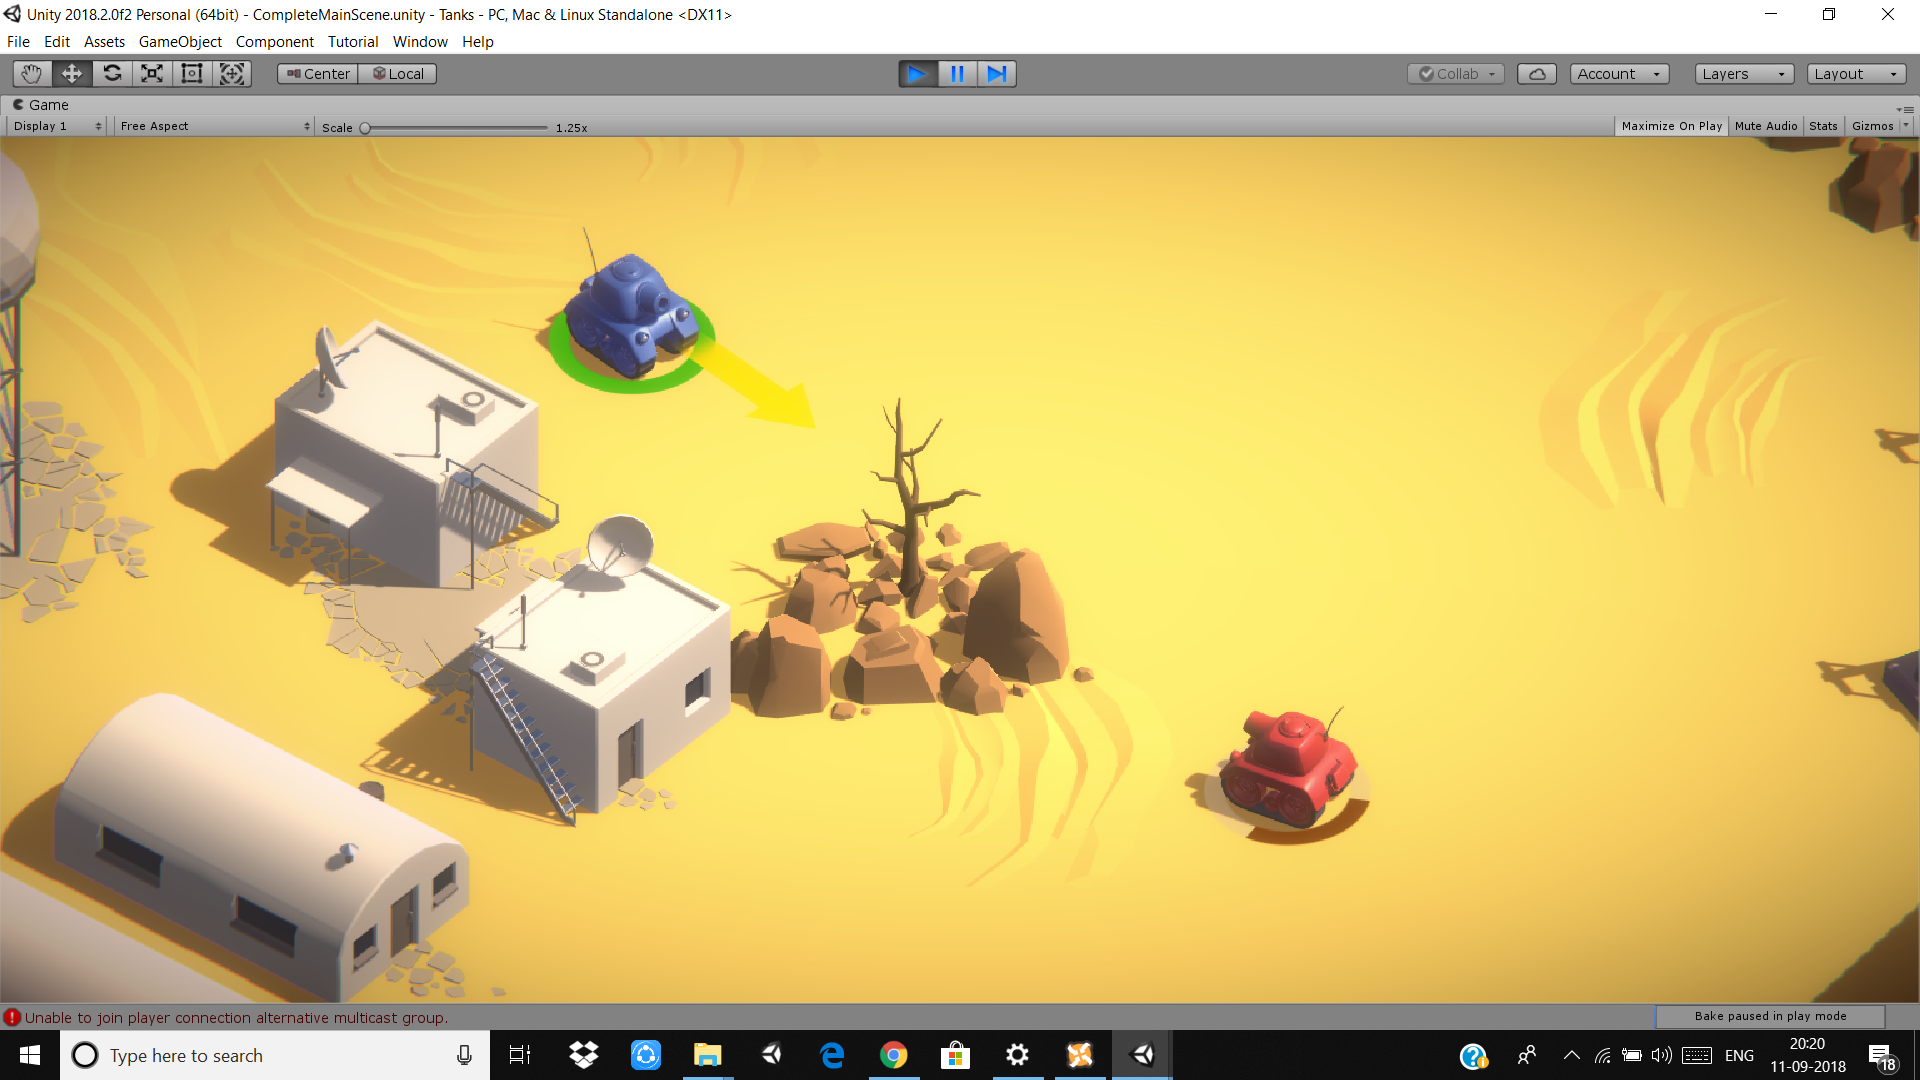 Unity 2018.2.0f2 Personal (64bit) - CompleteMainScene.unity - Tanks - PC, Mac & Linux Standalone <DX11>
File Edit Assets GameObject Component Tutorial Window Help
Center Local Collab Account Layers Layout
Game
Display 1 Free Aspect Scale 1.25x Maximize On Play Mute Audio Stats Gizmos
Unable to join player connection alternative multicast group.
Bake paused in play mode
Type here to search
ENG
20:20
11-09-2018
18